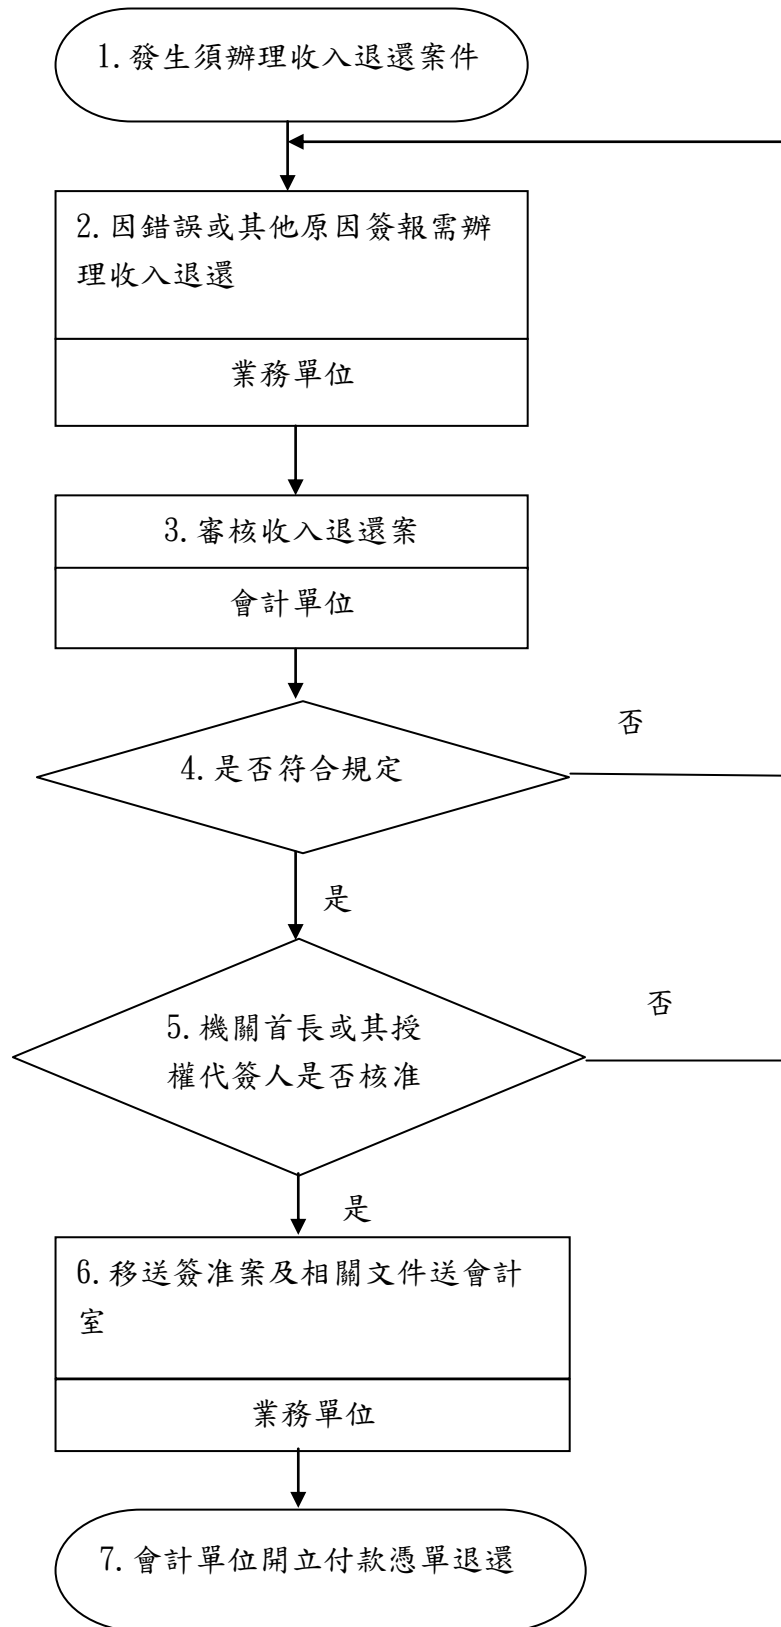 1.發生須辦理收入退還案件
2.因錯誤或其他原因簽報需辦
理收入退還
業務單位
3.審核收入退還案
會計單位
否
4.是否符合規定
是
否
5.機關首長或其授
權代簽人是否核准
是
6.移送簽准案及相關文件送會計
室
業務單位
7.會計單位開立付款憑單退還